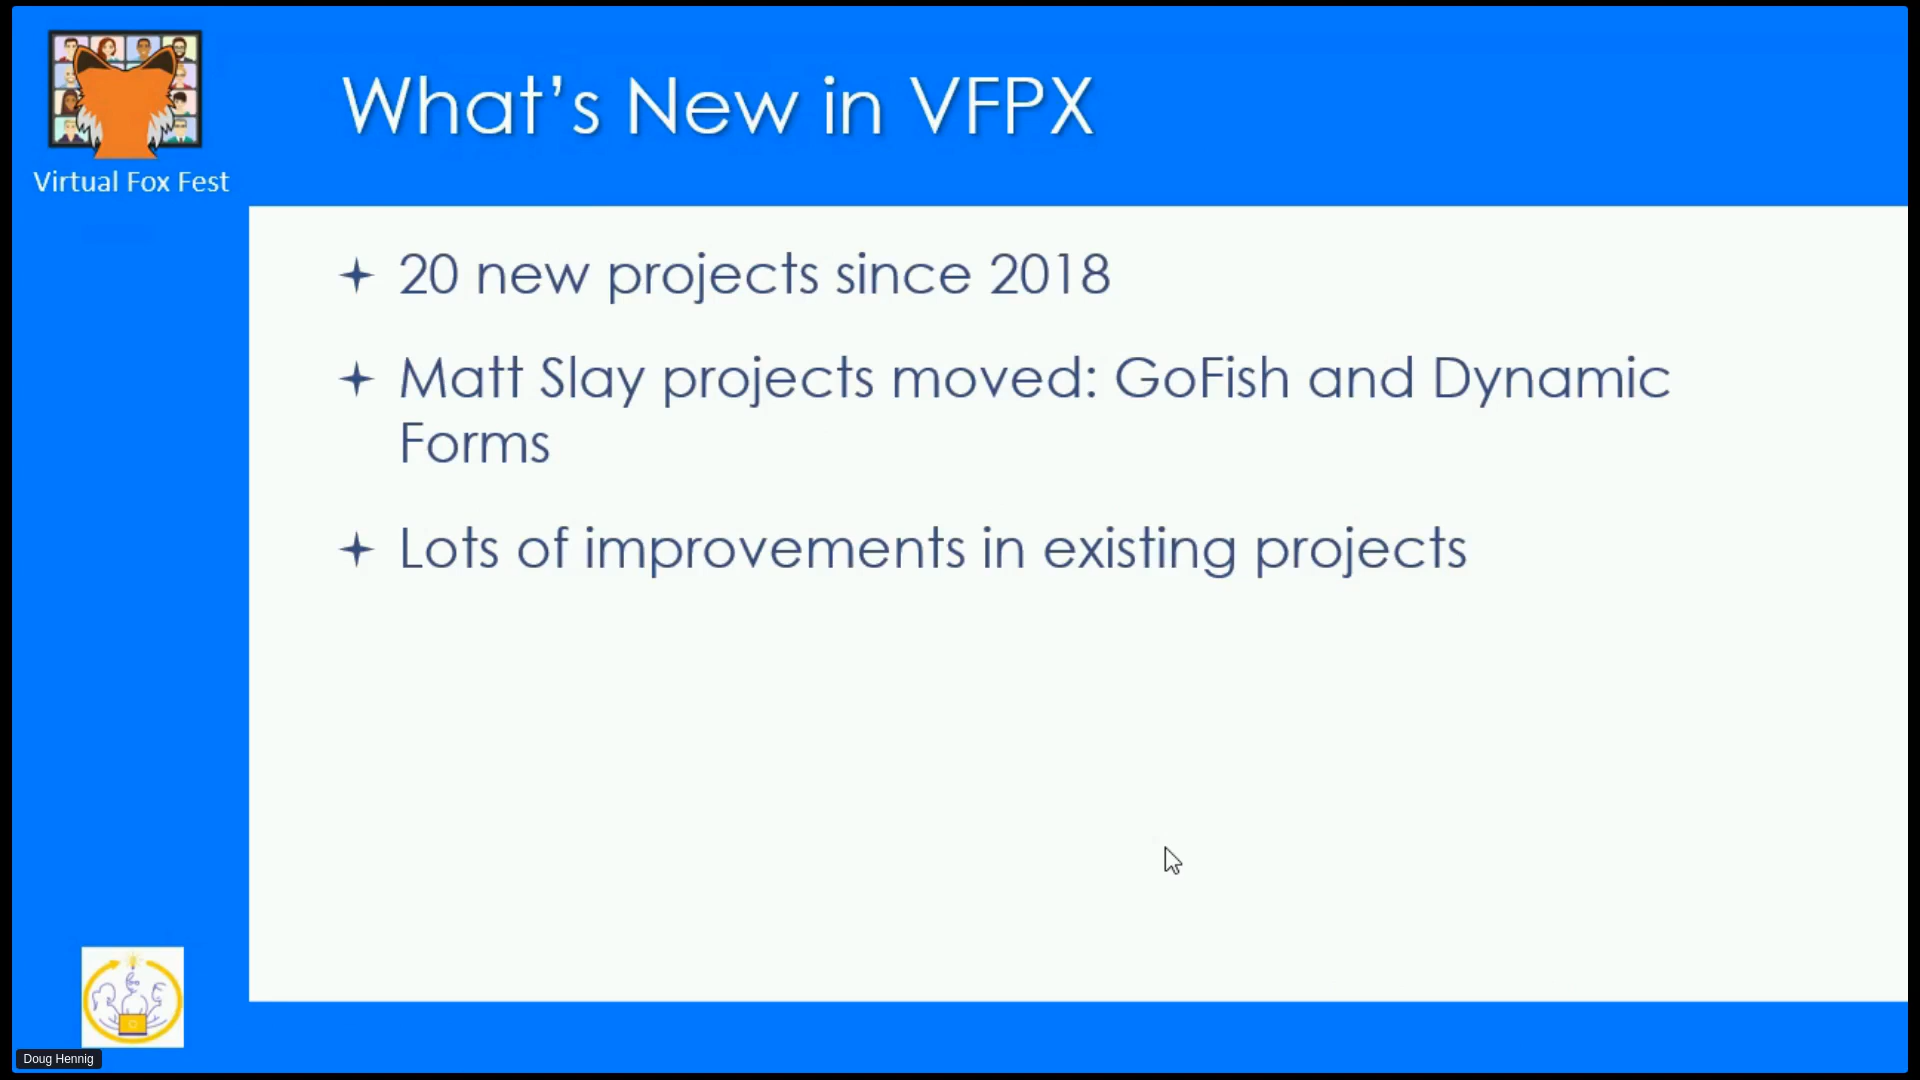 What’s New in VFPX
Virtual Fox Fest
20 new projects since 2018
Matt Slay projects moved: GoFish and Dynamic
Forms
Lots of improvements in existing projects
Doug Hennig